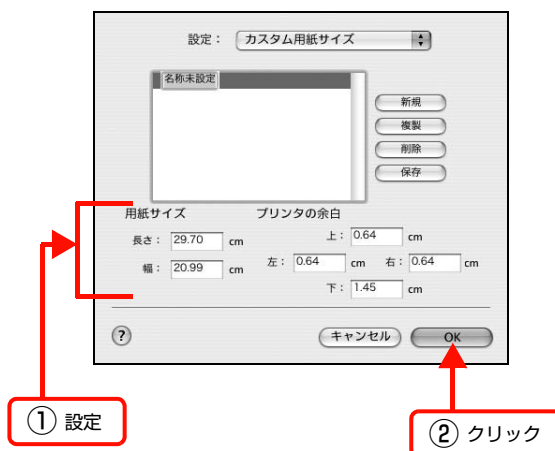 設定： カスタム用紙サイズ
名称未設定
新規
複製
削除
保存
用紙サイズ プリンタの余白
長さ： 29.70 cm 上： 0.64 cm
幅： 20.99 cm 左： 0.64 cm 右： 0.64 cm
下： 1.45 cm
? キャンセル OK
① 設定
② クリック